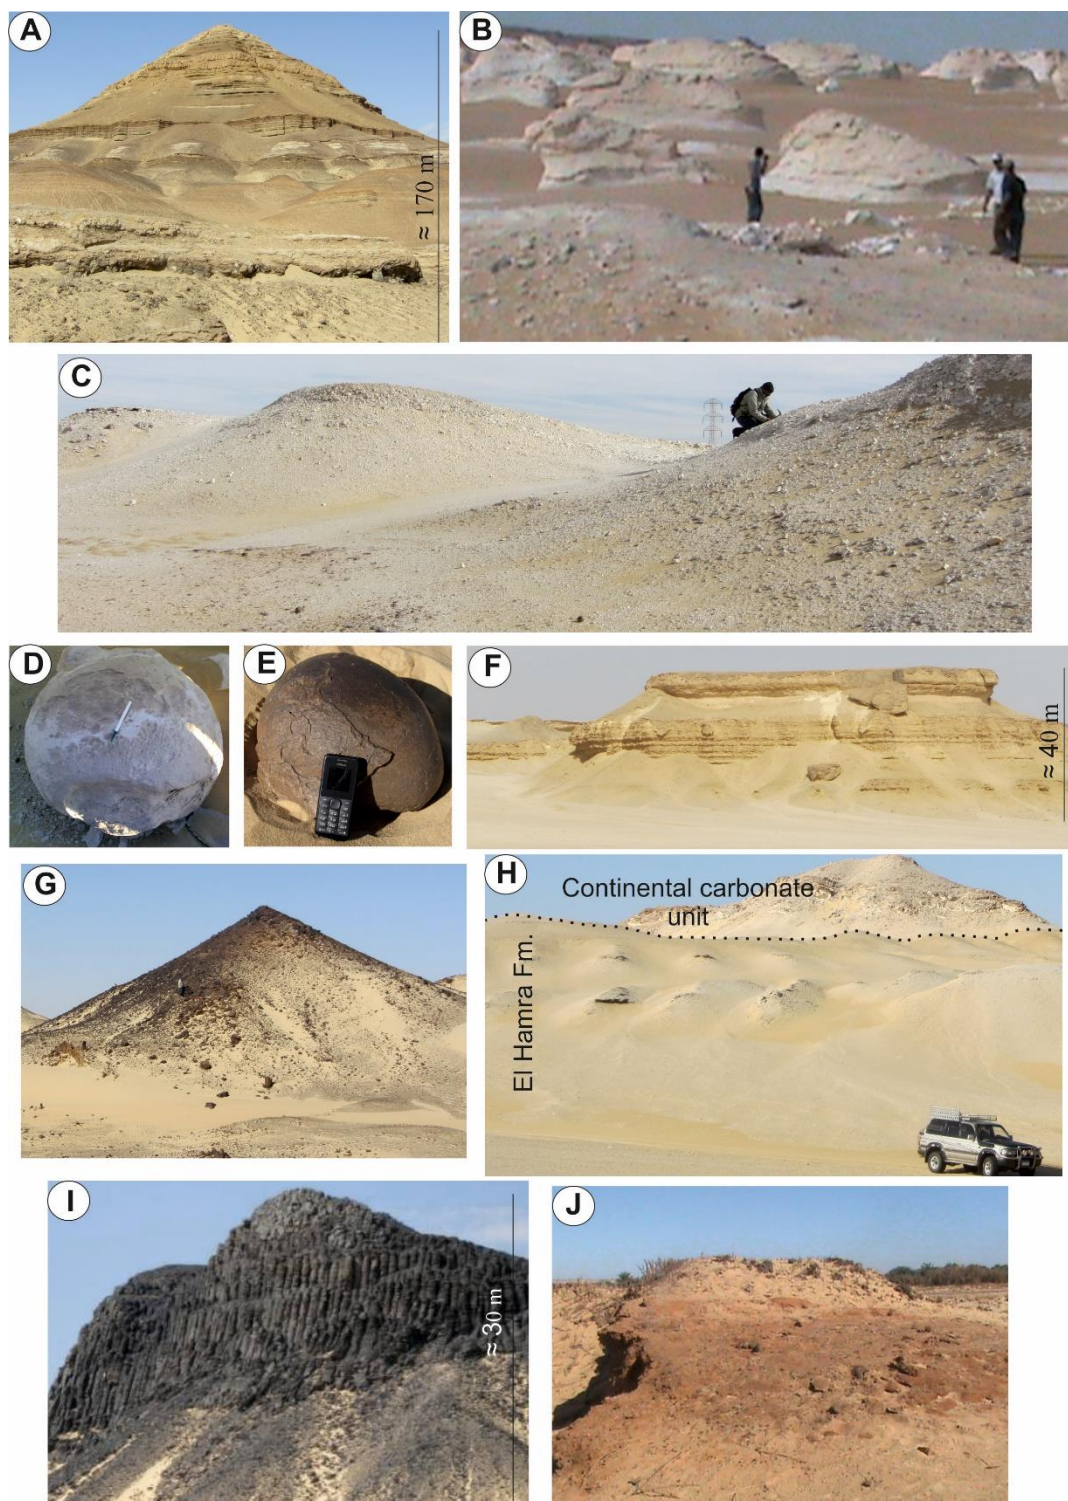 A
B
≈ 170 m
C
D
E
F
≈ 40 m
G
H
Continental carbonate
unit
El Hamra Fm.
I
≈ 30 m
J